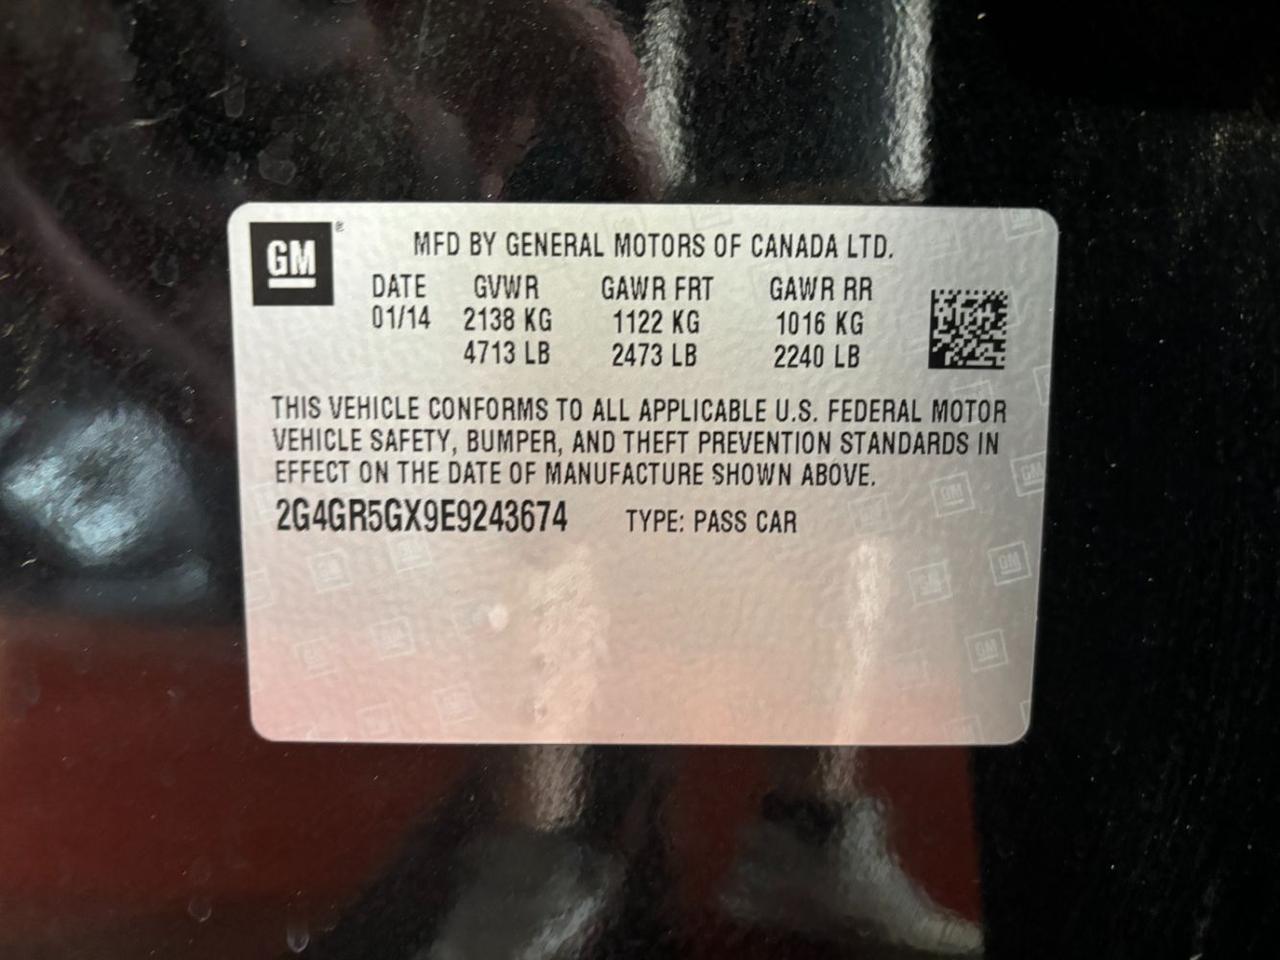 GM ®
MFD BY GENERAL MOTORS OF CANADA LTD.
DATE GVWR GAWR FRT GAWR RR
01/14 2138 KG 1122 KG 1016 KG
4713 LB 2473 LB 2240 LB
THIS VEHICLE CONFORMS TO ALL APPLICABLE U.S. FEDERAL MOTOR
VEHICLE SAFETY, BUMPER, AND THEFT PREVENTION STANDARDS IN
EFFECT ON THE DATE OF MANUFACTURE SHOWN ABOVE.
2G4GR5GX9E9243674 TYPE: PASS CAR